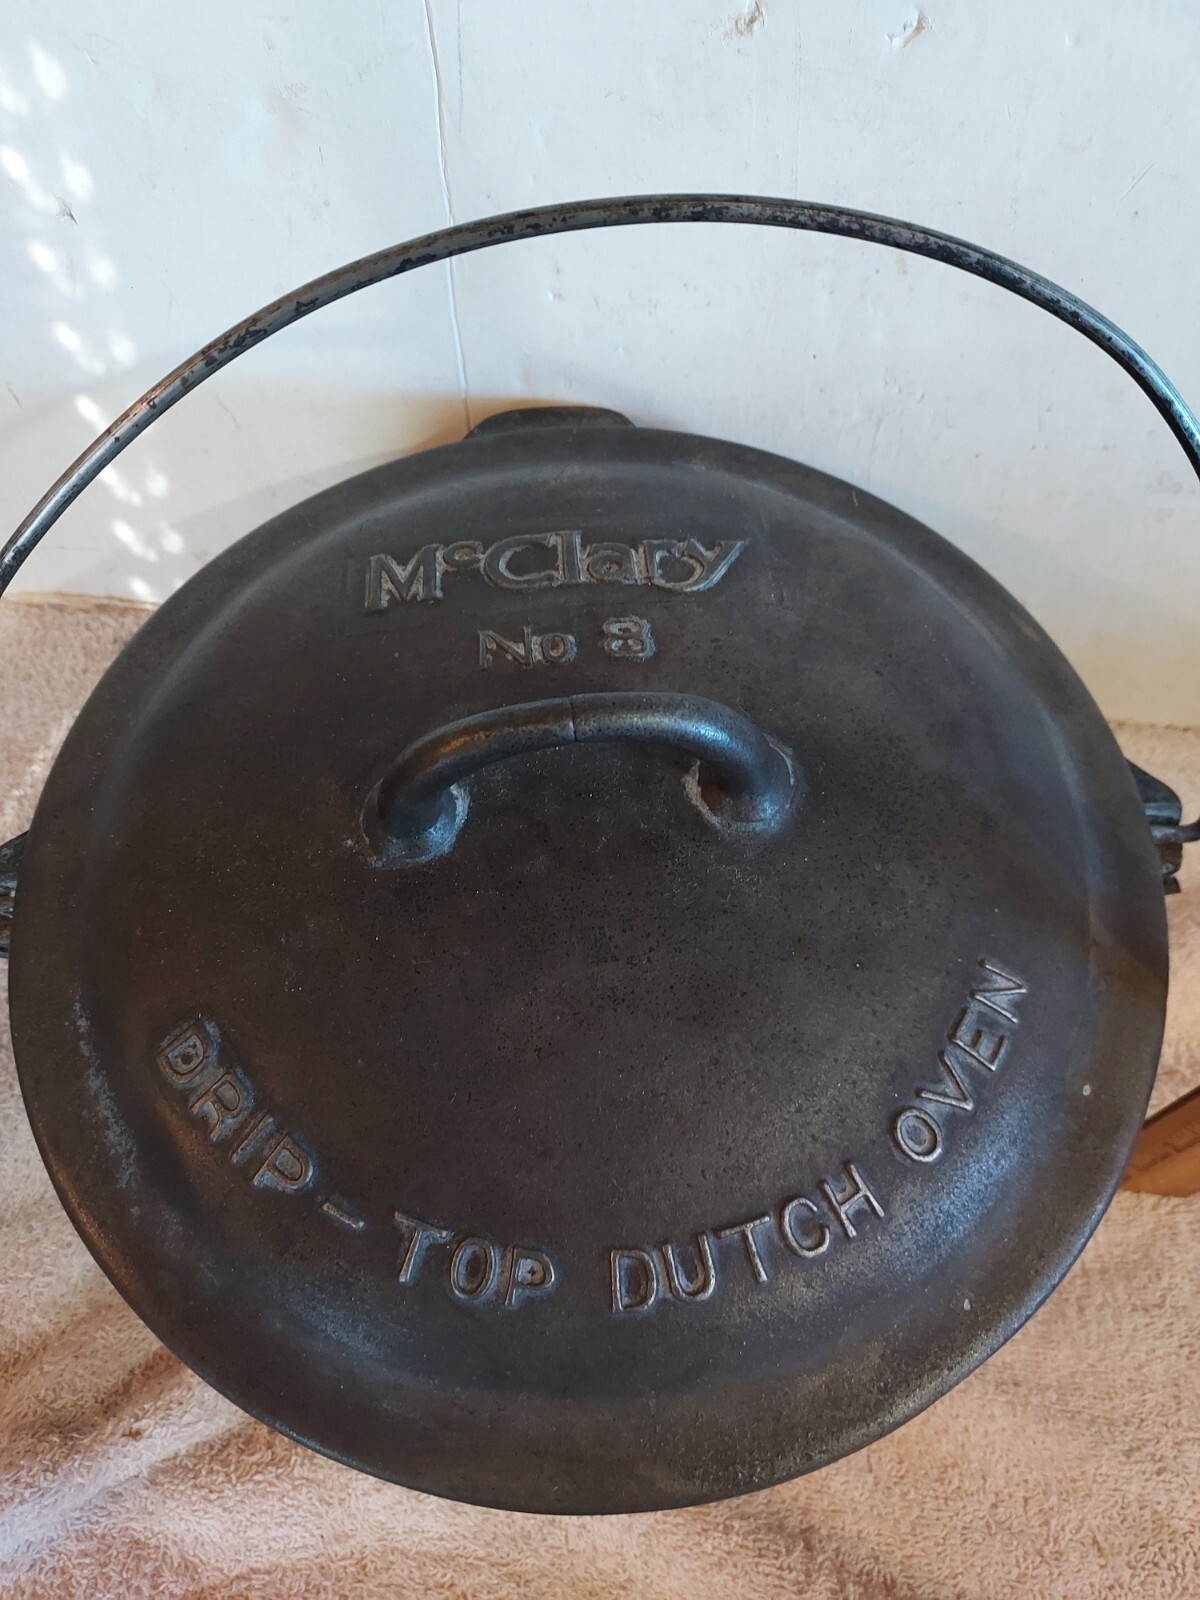 McClary
No 8
DRIP-TOP DUTCH OVEN